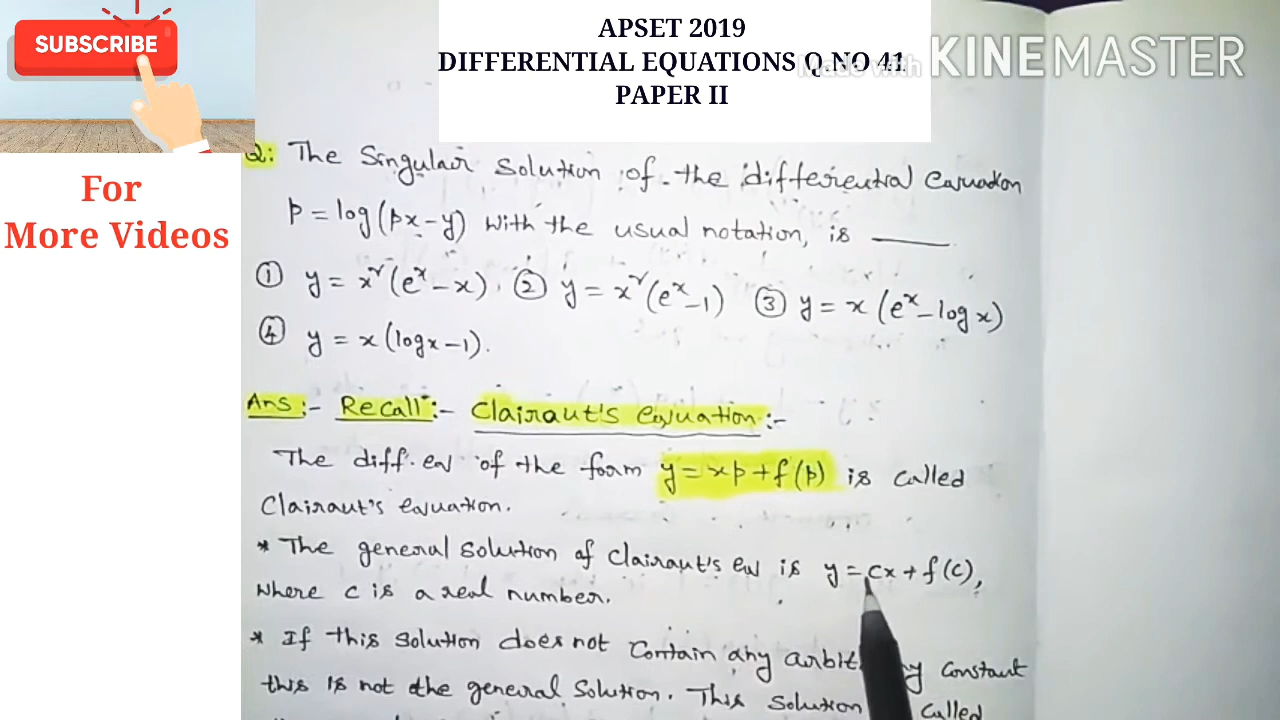 SUBSCRIBE
For
More Videos
APSET 2019
DIFFERENTIAL EQUATIONS Q NO 41
PAPER II
Made with KINEMASTER
Q: The Singular Solution of the differential Equation
p = log(px-y) with the usual notation, is ____
① y = x²(eˣ - x). ② y = x²(eˣ - 1) ③ y = x(eˣ - log x)
④ y = x(logx - 1).
Ans:- Recall:- Clairaut's equation:-
The diff. eq of the form y = xp + f(p) is called
Clairaut's equation.
* The general solution of Clairaut's eq is y = cx + f(c),
where c is a real number.
* If this solution does not contain any constant
this is not the general solution. This solution called